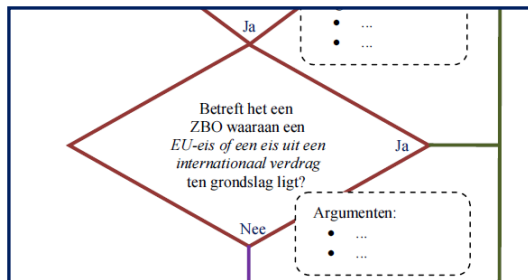 Ja
● ...
● ...
Betreft het een
ZBO waaraan een
EU-eis of een eis uit een
internationaal verdrag
ten grondslag ligt?
Ja
Nee
Argumenten:
● ...
● ...